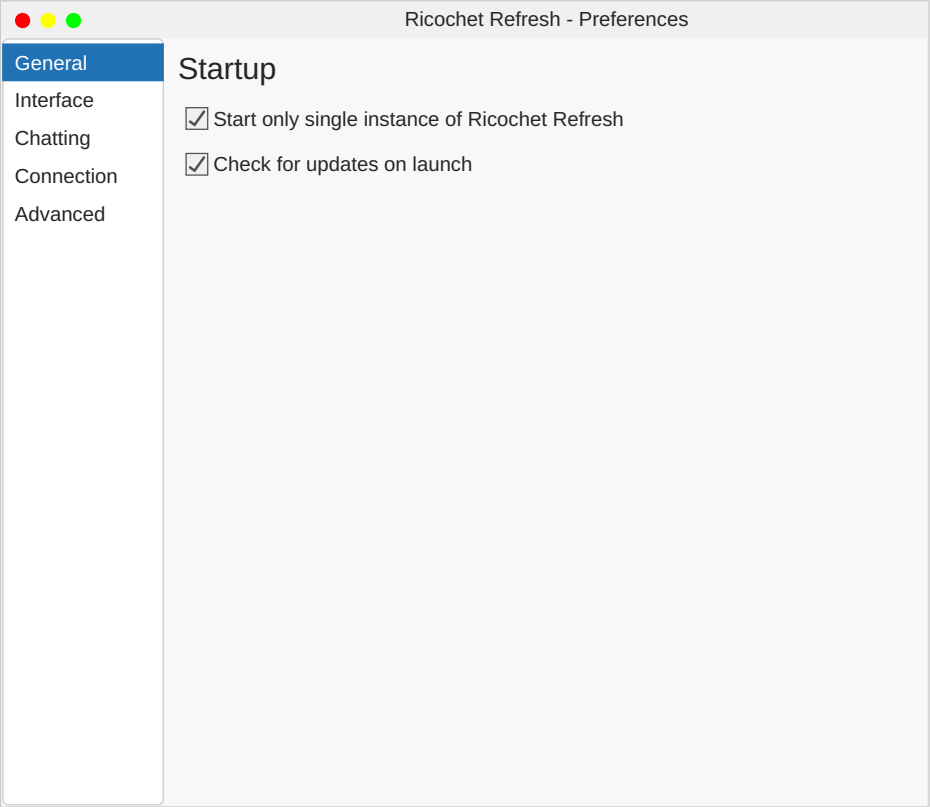 Ricochet Refresh - Preferences
General
Interface
Chatting
Connection
Advanced
Startup
Start only single instance of Ricochet Refresh
Check for updates on launch